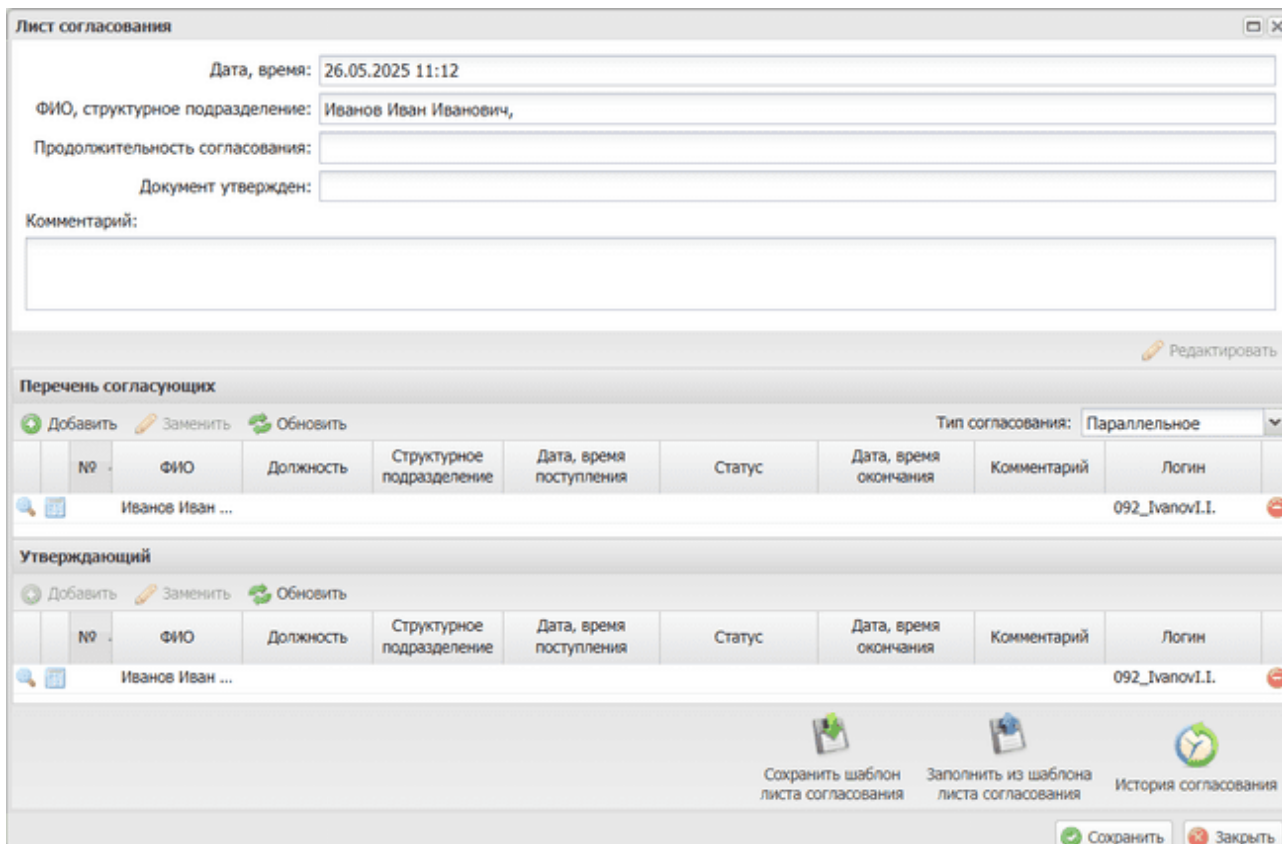 Лист согласования
Дата, время: 26.05.2025 11:12
ФИО, структурное подразделение: Иванов Иван Иванович,
Продолжительность согласования:
Документ утвержден:
Комментарий:
Редактировать
Перечень согласующих
Добавить Заменить Обновить Тип согласования: Параллельное
№ ФИО Должность Структурное подразделение Дата, время поступления Статус Дата, время окончания Комментарий Логин
Иванов Иван ... 092_IvanovI.I.
Утверждающий
Добавить Заменить Обновить
№ ФИО Должность Структурное подразделение Дата, время поступления Статус Дата, время окончания Комментарий Логин
Иванов Иван ... 092_IvanovI.I.
Сохранить шаблон листа согласования Заполнить из шаблона листа согласования История согласования
Сохранить Закрыть